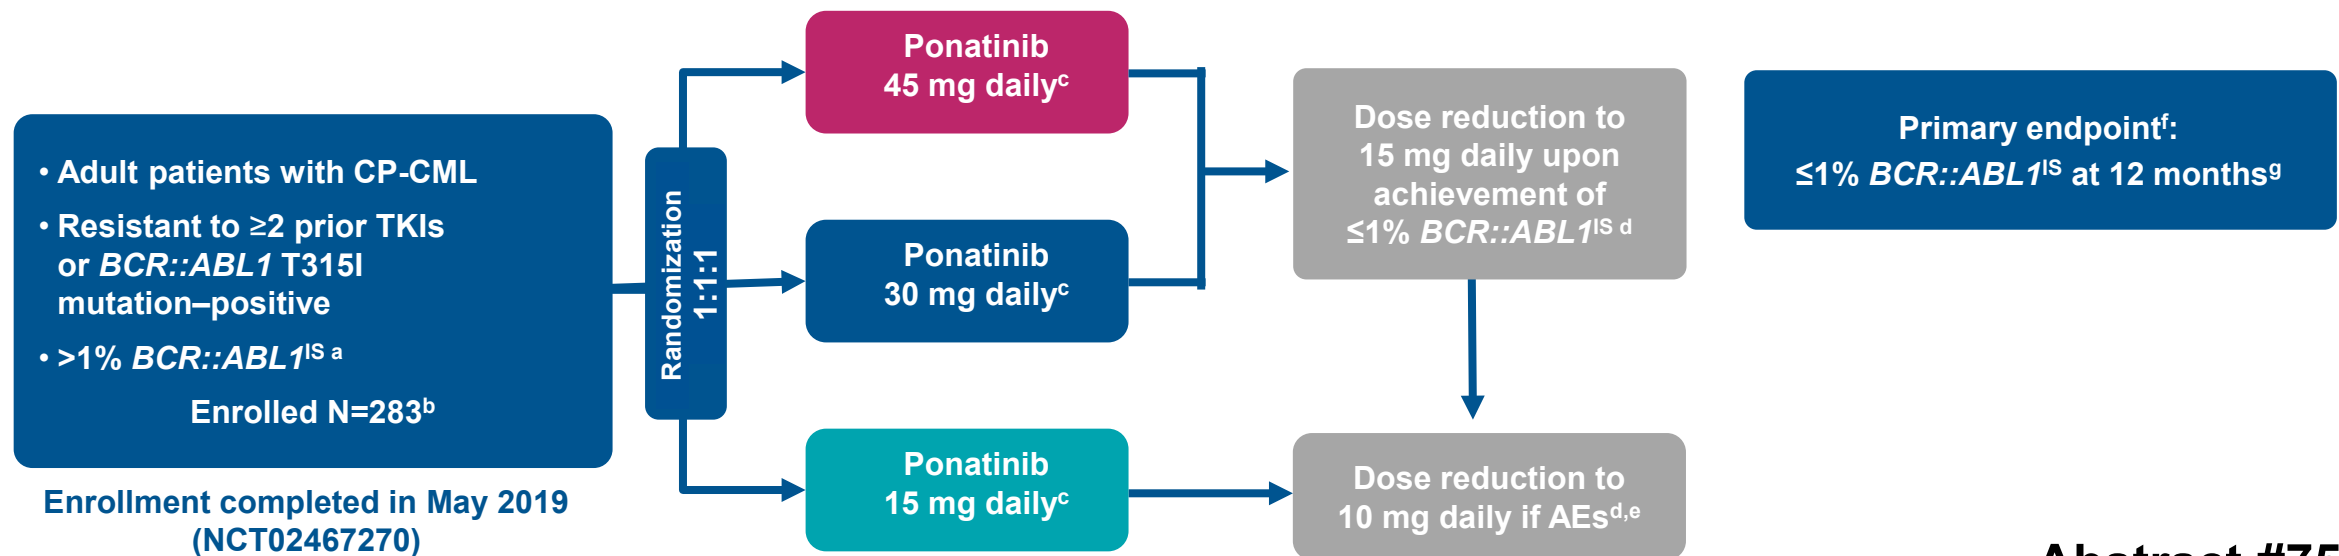 • Adult patients with CP-CML
• Resistant to ≥2 prior TKIs
or BCR::ABL1 T315I
mutation–positive
• >1% BCR::ABL1ᴵˢ ᵃ
Enrolled N=283ᵇ
Enrollment completed in May 2019
(NCT02467270)
Randomization
1:1:1
Ponatinib
45 mg dailyᶜ
Ponatinib
30 mg dailyᶜ
Ponatinib
15 mg dailyᶜ
Dose reduction to
15 mg daily upon
achievement of
≤1% BCR::ABL1ᴵˢ ᵈ
Dose reduction to
10 mg daily if AEsᵈ,ᵉ
Primary endpointᶠ:
≤1% BCR::ABL1ᴵˢ at 12 monthsᵍ
Abstract #75